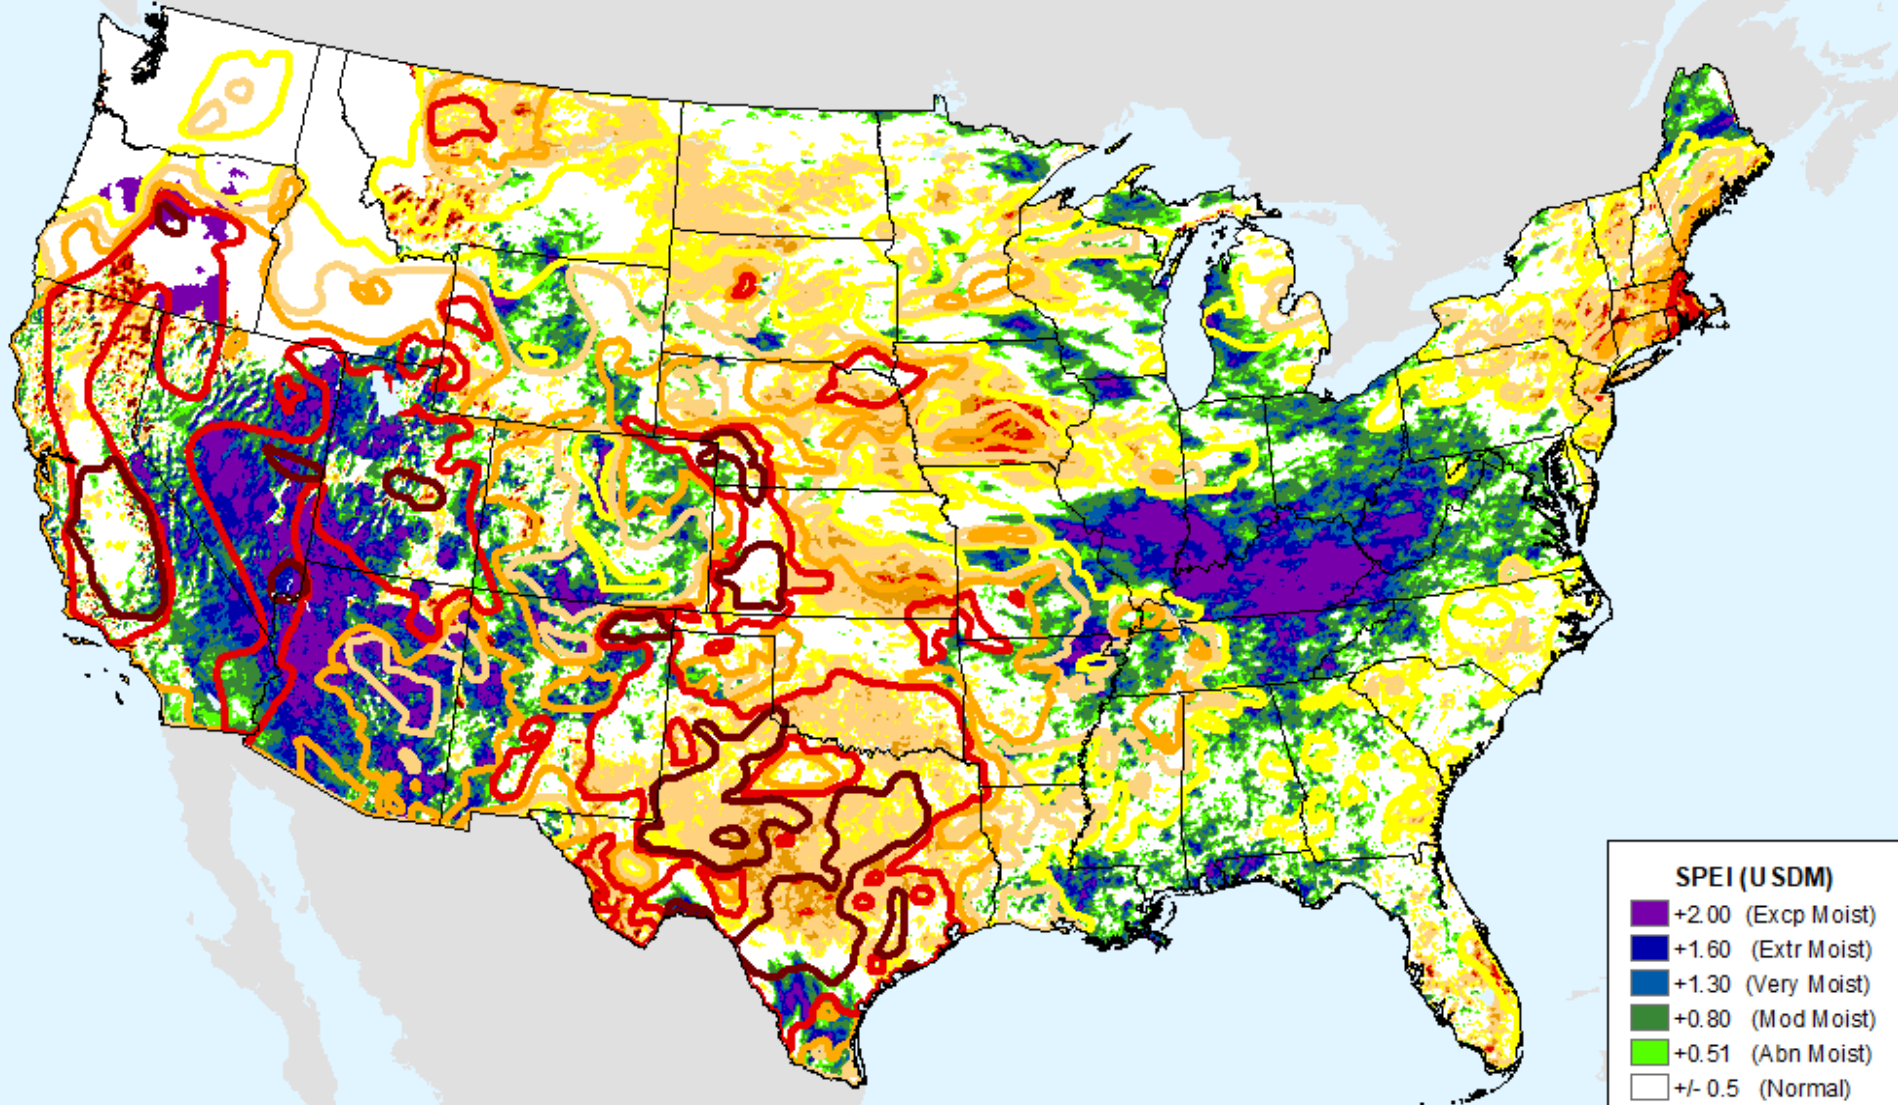 SPEI (USDM)
+2.00 (Excp Moist)
+1.60 (Extr Moist)
+1.30 (Very Moist)
+0.80 (Mod Moist)
+0.51 (Abn Moist)
+/- 0.5 (Normal)